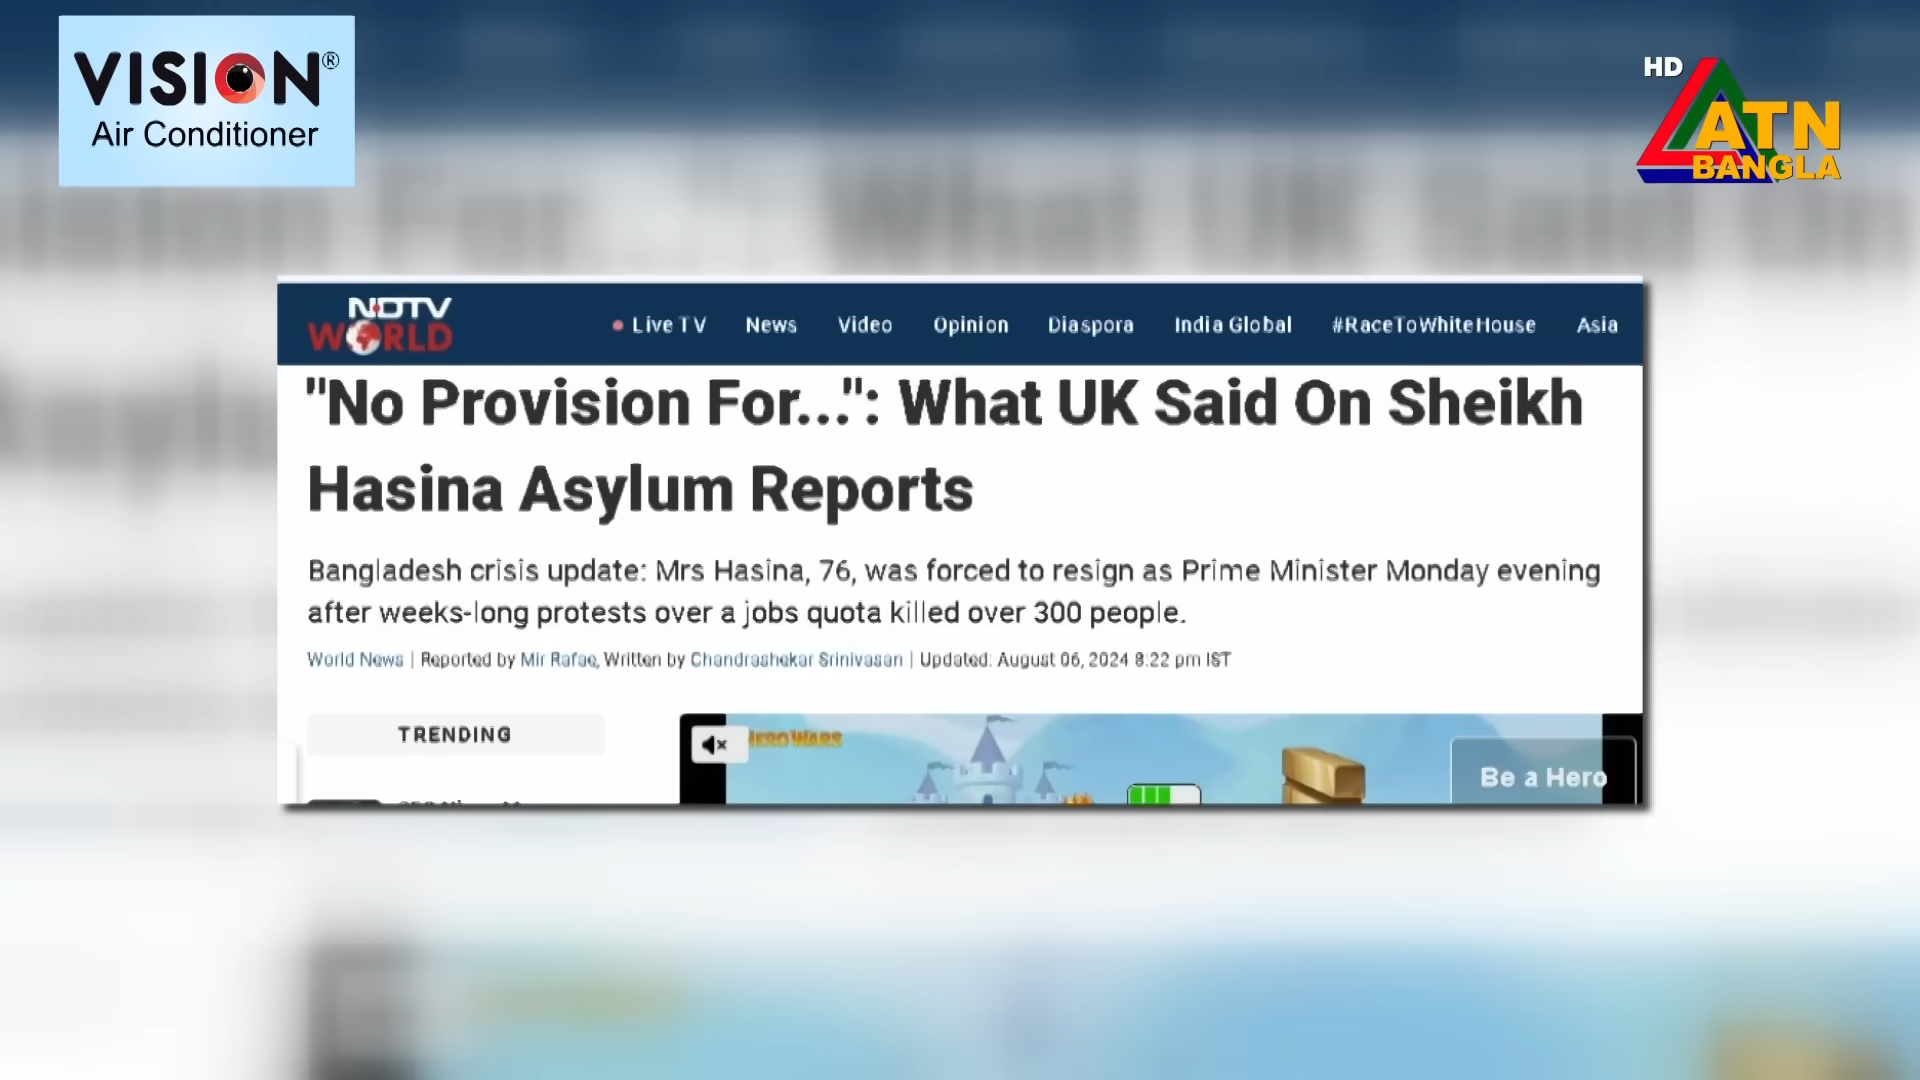 VISION®
Air Conditioner
HD
ATN
BANGLA
NDTV
WORLD
Live TV News Video Opinion Diaspora India Global #RaceToWhiteHouse Asia
"No Provision For...": What UK Said On Sheikh
Hasina Asylum Reports
Bangladesh crisis update: Mrs Hasina, 76, was forced to resign as Prime Minister Monday evening
after weeks-long protests over a jobs quota killed over 300 people.
World News | Reported by Mir Rafae, Written by Chandrashekar Srinivasan | Updated: August 06, 2024 8:22 pm IST
TRENDING
HERO WARS
Be a Hero